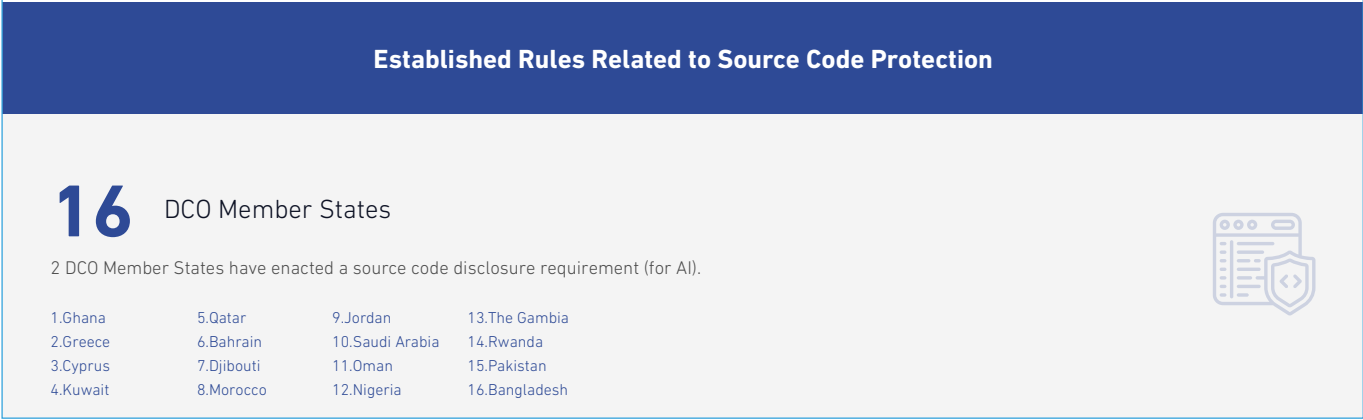 Established Rules Related to Source Code Protection
16 DCO Member States
2 DCO Member States have enacted a source code disclosure requirement (for AI).
1.Ghana
2.Greece
3.Cyprus
4.Kuwait
5.Qatar
6.Bahrain
7.Djibouti
8.Morocco
9.Jordan
10.Saudi Arabia
11.Oman
12.Nigeria
13.The Gambia
14.Rwanda
15.Pakistan
16.Bangladesh